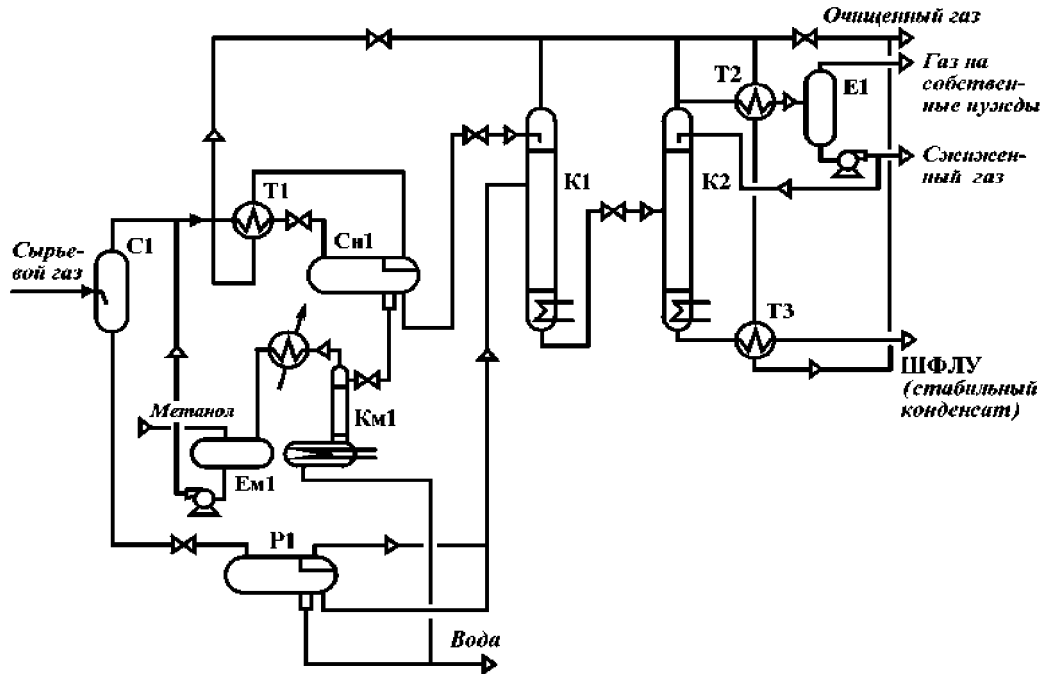 Очищенный газ
Газ на
собствен-
ные нужды
Т2
Е1
Сжижен-
ный газ
К1
К2
Т1
С1
Сырье-
вой газ
Сн1
Т3
ШФЛУ
(стабильный
конденсат)
Метанол
Км1
Ем1
Р1
Вода